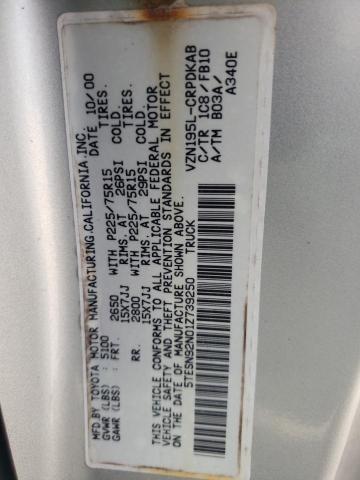 MFD BY TOYOTA MOTOR MANUFACTURING,CALIFORNIA,INC.
GVWR (LBS) : 5100 DATE 10/00
GAWR (LBS) : FRT. 2650 WITH P225/75R15 TIRES.
15X7JJ RIMS. AT 26PSI COLD.
RR. 2800 WITH P225/75R15 TIRES.
15X7JJ RIMS. AT 29PSI COLD.
THIS VEHICLE CONFORMS TO ALL APPLICABLE FEDERAL MOTOR
VEHICLE SAFETY AND THEFT PREVENTION STANDARDS IN EFFECT
ON THE DATE OF MANUFACTURE SHOWN ABOVE.
5TESN92N01Z739250 TRUCK
VZN195L-CRPDKAB
C/TR 1C8/FB10
A/TM B03A/
A340E